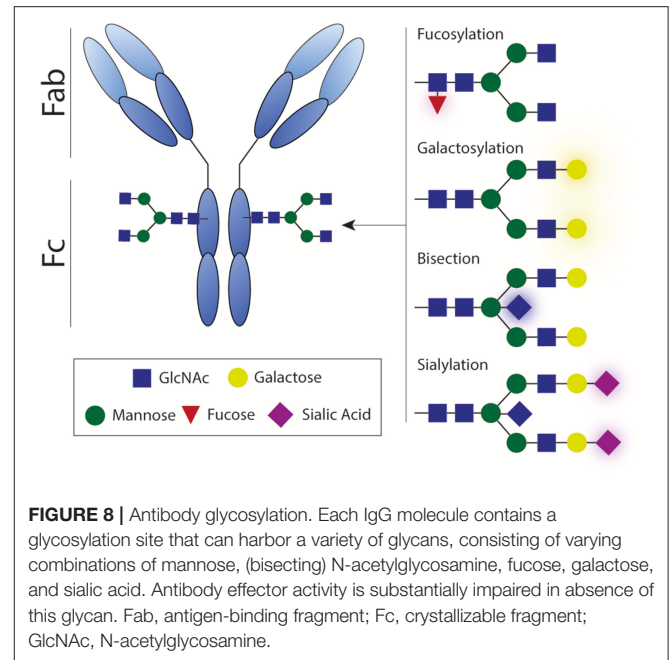 Fab
Fc
Fucosylation
Galactosylation
Bisection
Sialylation
GlcNAc Galactose
Mannose Fucose Sialic Acid
FIGURE 8 | Antibody glycosylation. Each IgG molecule contains a
glycosylation site that can harbor a variety of glycans, consisting of varying
combinations of mannose, (bisecting) N-acetylglycosamine, fucose, galactose,
and sialic acid. Antibody effector activity is substantially impaired in absence of
this glycan. Fab, antigen-binding fragment; Fc, crystallizable fragment;
GlcNAc, N-acetylglycosamine.